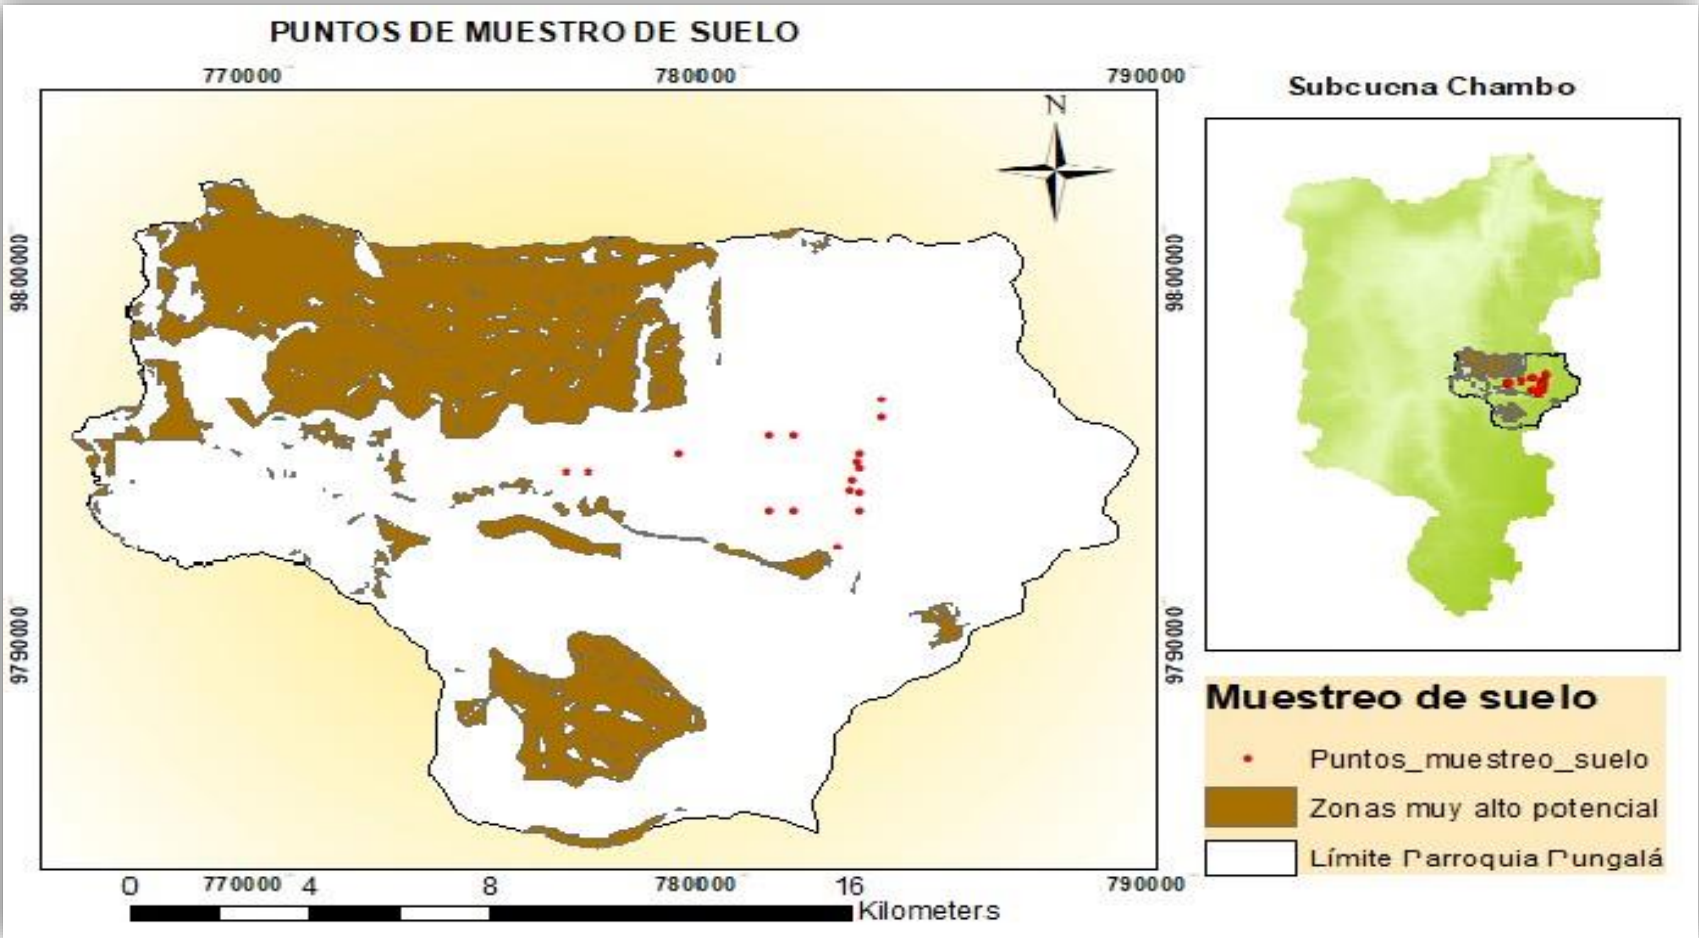 PUNTOS DE MUESTRO DE SUELO
770000 780000 790000
N
9800000 9800000
9790000 9790000
770000 780000 790000
0 4 8 16
Kilometers
Subcuena Chambo
Muestreo de suelo
Puntos_muestreo_suelo
Zonas muy alto potencial
Límite Parroquia Pungalá